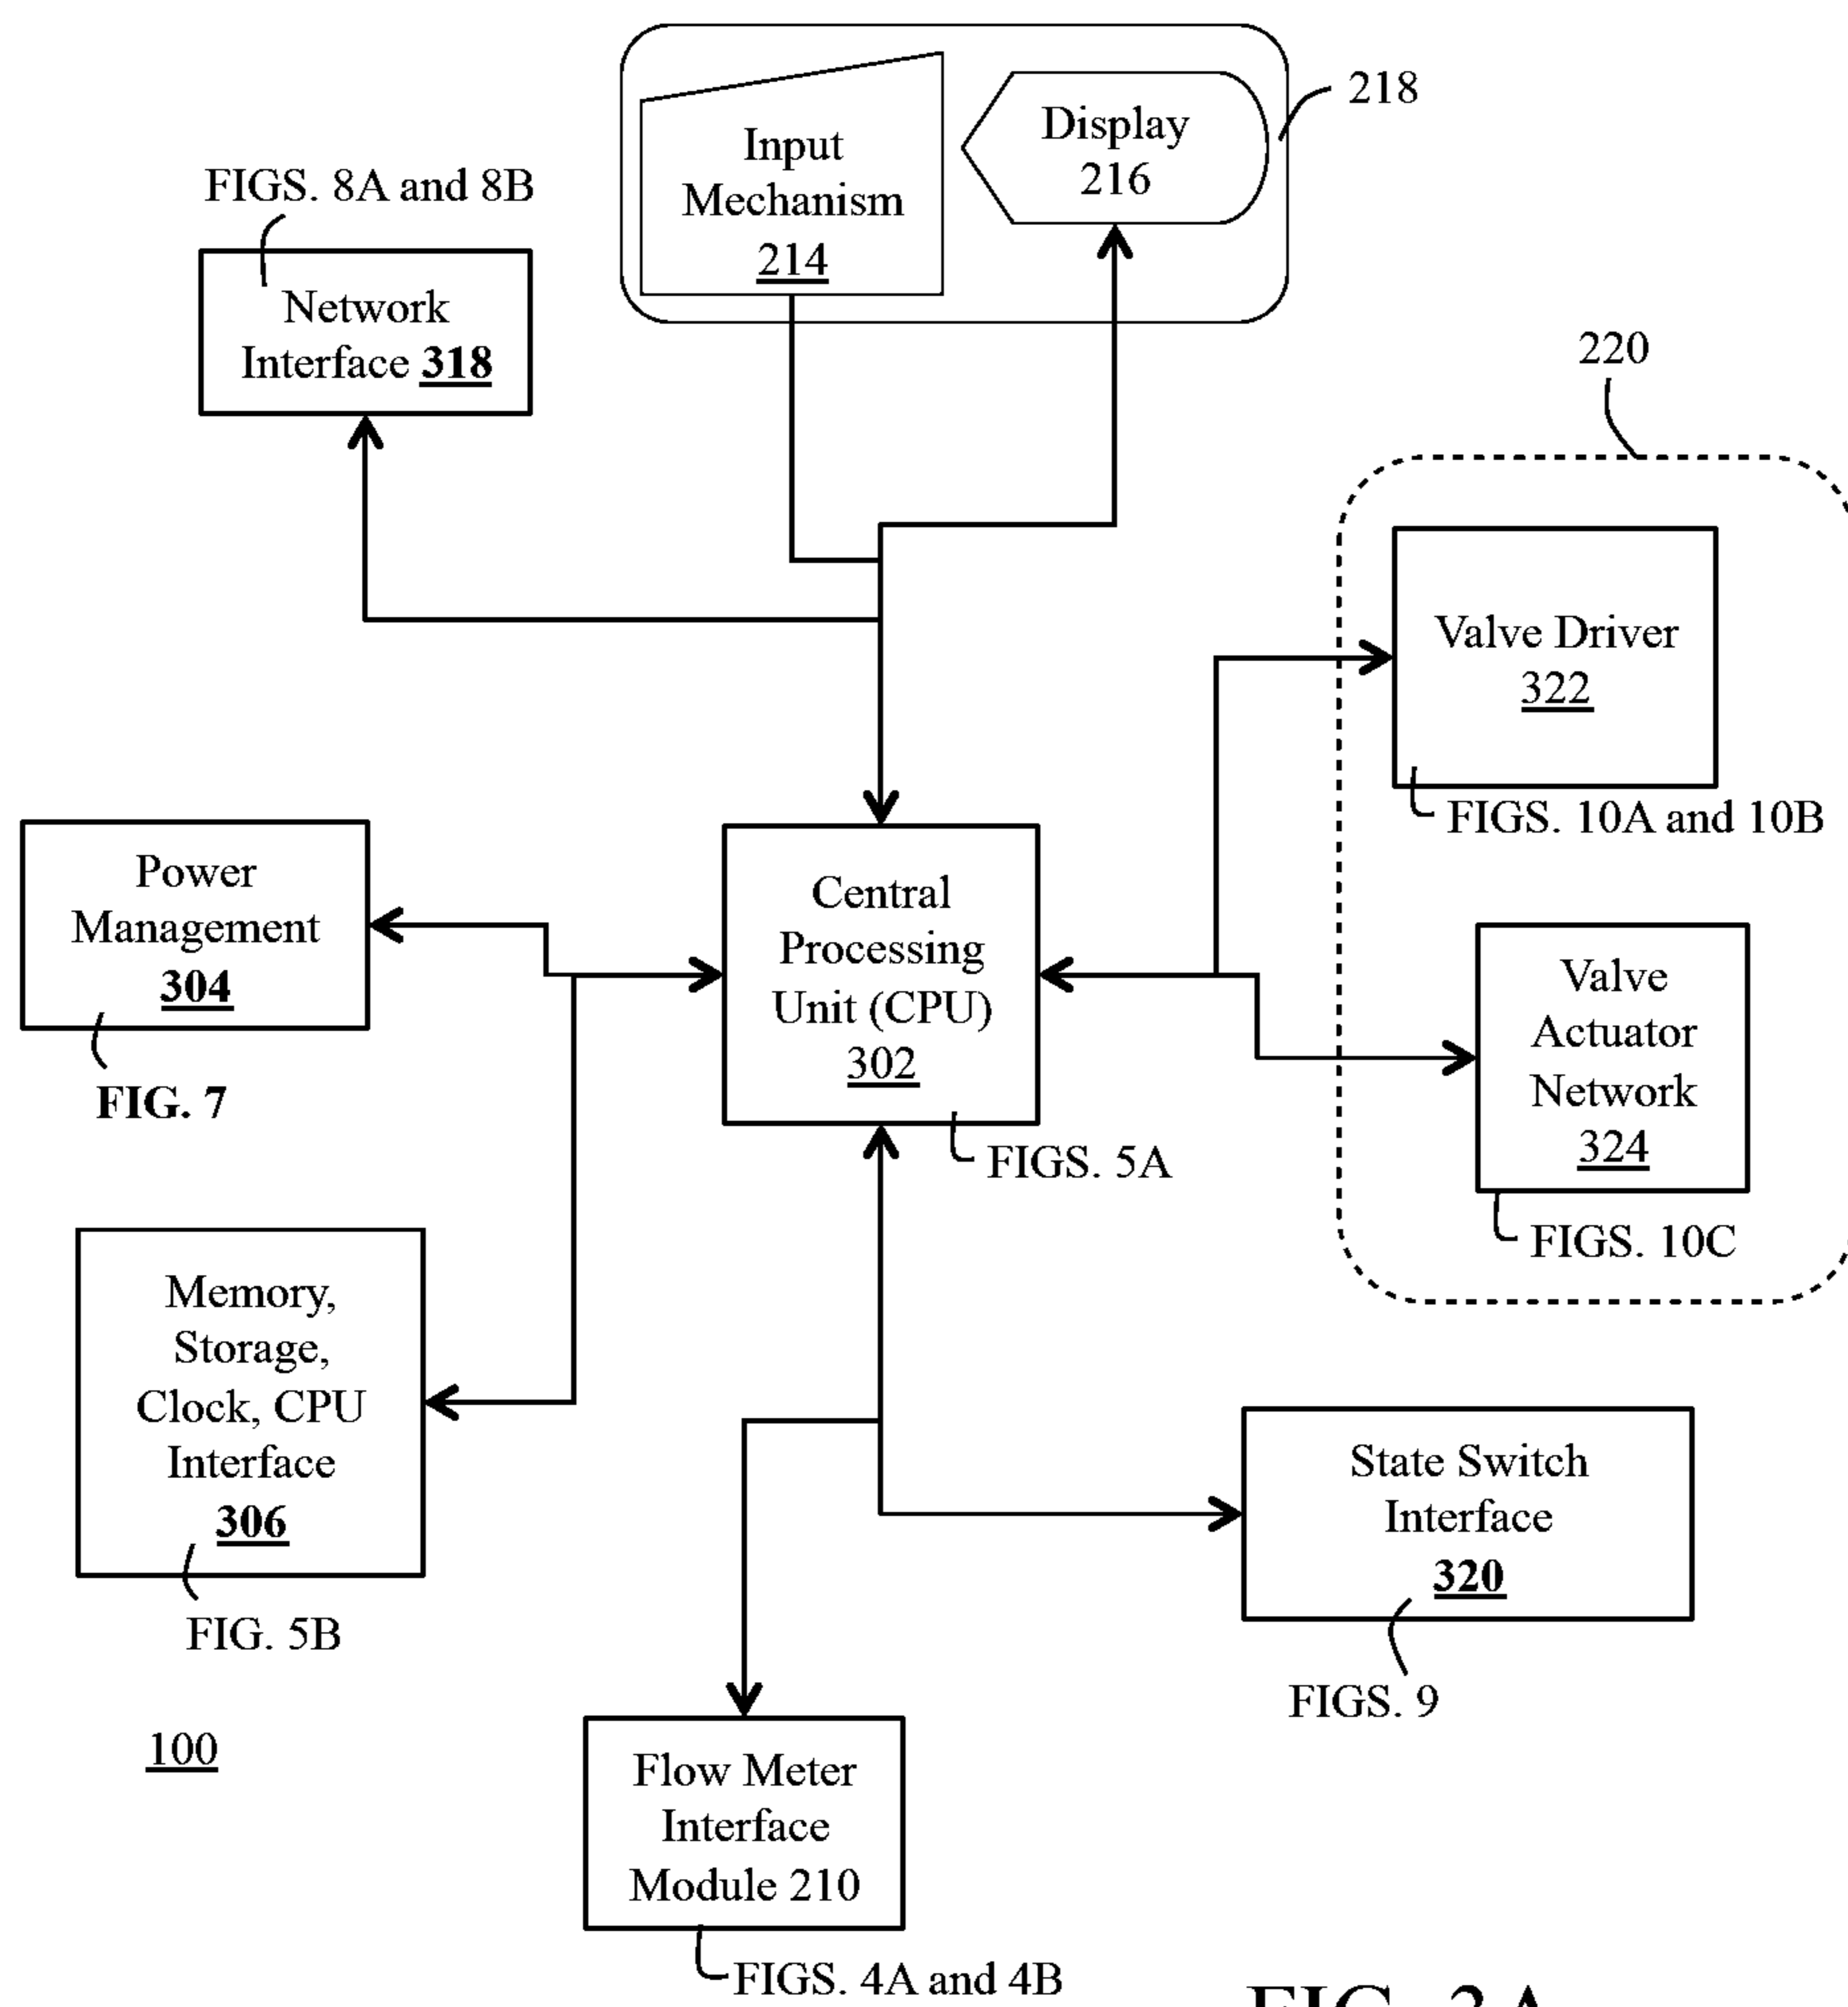 Input
Mechanism
214
Display
216
218
FIGS. 8A and 8B
Network
Interface 318
220
Valve Driver
322
FIGS. 10A and 10B
Power
Management
304
FIG. 7
Central
Processing
Unit (CPU)
302
FIGS. 5A
Valve
Actuator
Network
324
FIGS. 10C
Memory,
Storage,
Clock, CPU
Interface
306
FIG. 5B
State Switch
Interface
320
FIGS. 9
100
Flow Meter
Interface
Module 210
FIGS. 4A and 4B
FIG. 3A